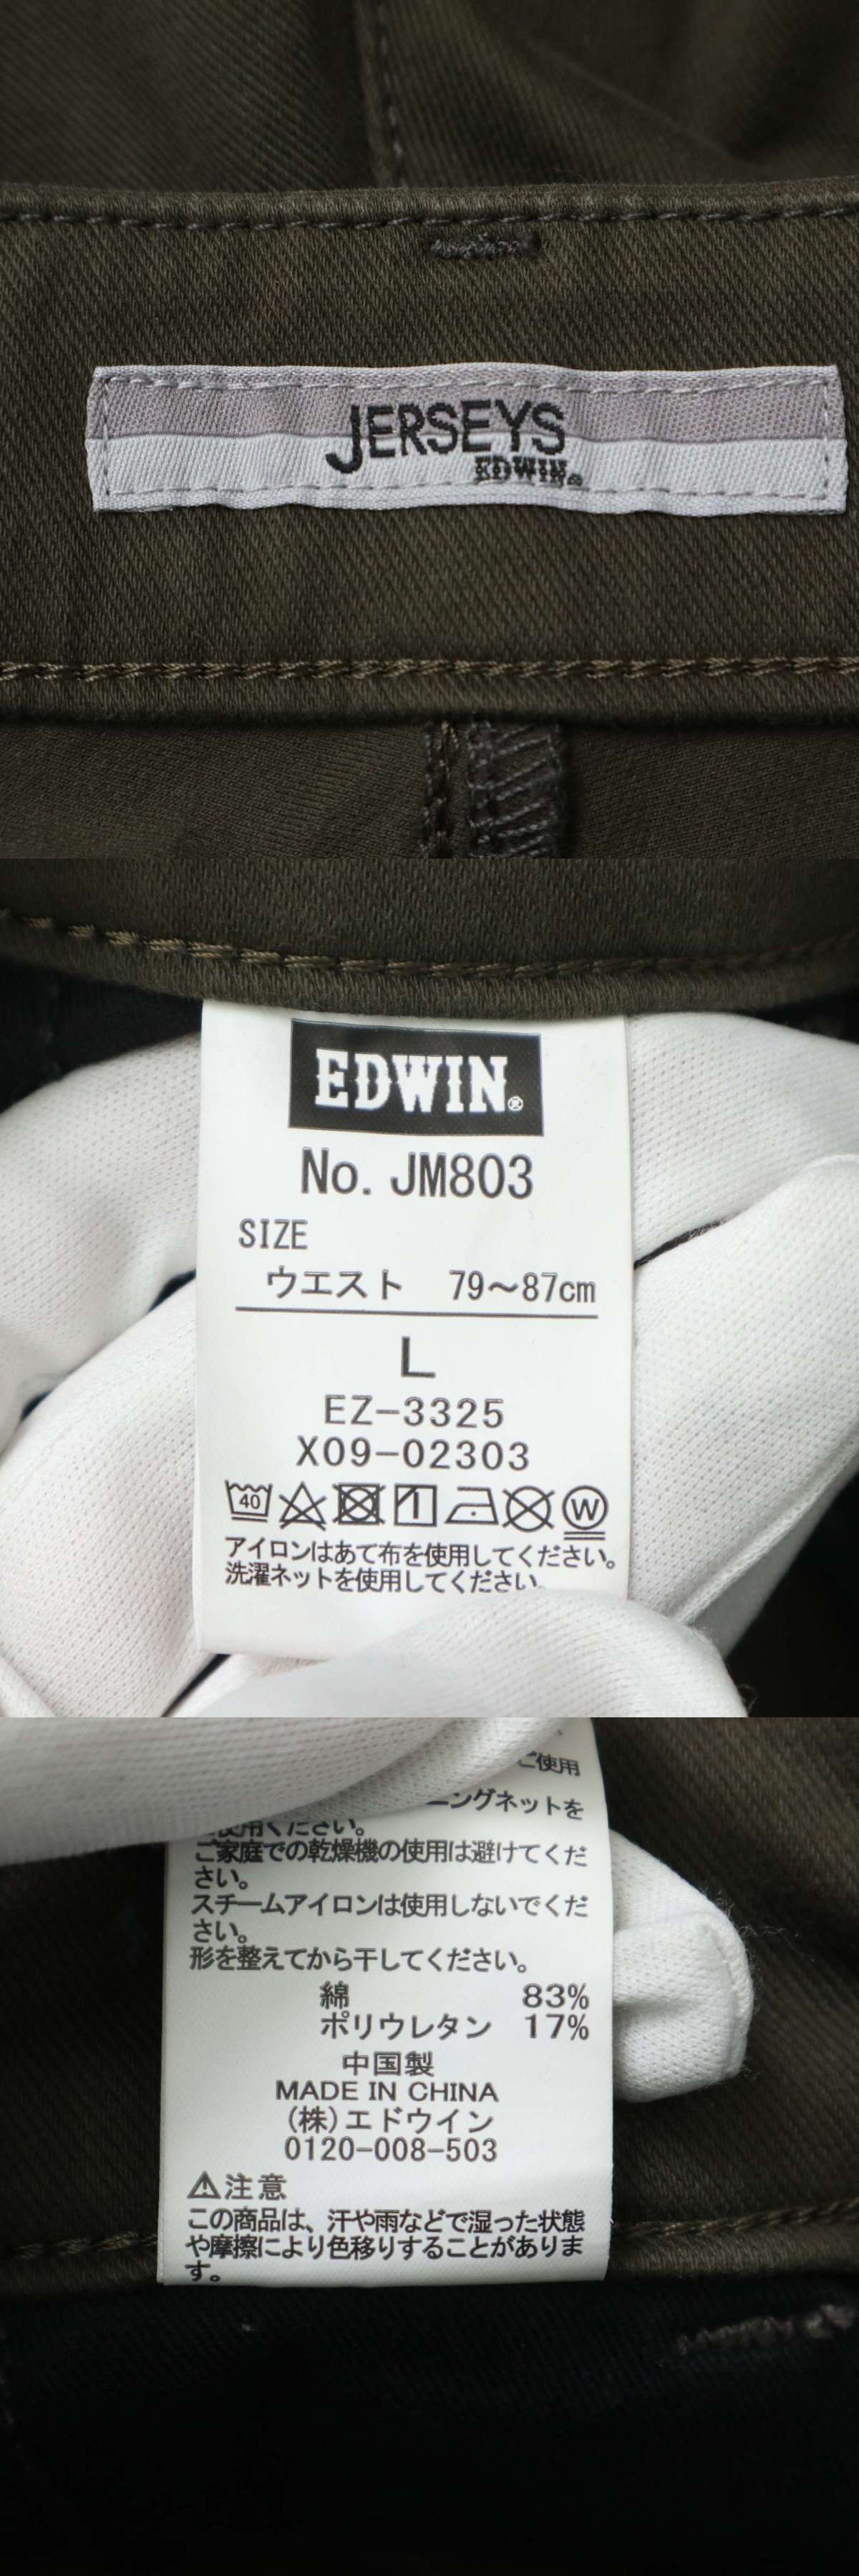 JERSEYS
EDWIN
EDWIN®
No. JM803
SIZE
ウエスト 79～87cm
L
EZ-3325
X09-02303
40
W
アイロンはあて布を使用してください。
洗濯ネットを使用してください。
ご使用
ニングネットを
ご使用ください。
ご家庭での乾燥機の使用は避けてくだ
さい。
スチームアイロンは使用しないでくだ
さい。
形を整えてから干してください。
綿 83%
ポリウレタン 17%
中国製
MADE IN CHINA
(株)エドウイン
0120-008-503
⚠注意
この商品は、汗や雨などで湿った状態
や摩擦により色移りすることがありま
す。